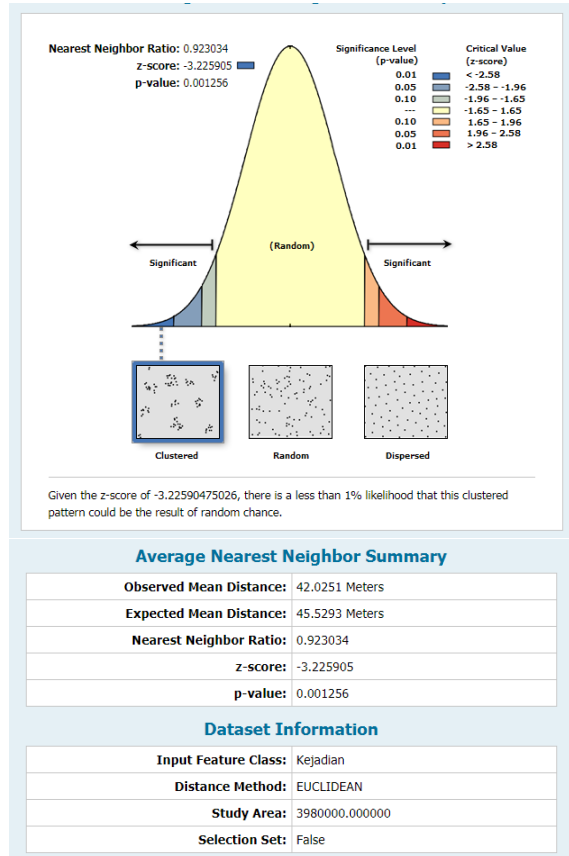 Nearest Neighbor Ratio: 0.923034
z-score: -3.225905
p-value: 0.001256
Significance Level (p-value)
Critical Value (z-score)
0.01 < -2.58
0.05 -2.58 - -1.96
0.10 -1.96 - -1.65
--- -1.65 - 1.65
0.10 1.65 - 1.96
0.05 1.96 - 2.58
0.01 > 2.58
(Random)
Significant
Significant
Clustered
Random
Dispersed
Given the z-score of -3.22590475026, there is a less than 1% likelihood that this clustered
pattern could be the result of random chance.
Average Nearest Neighbor Summary
Observed Mean Distance: 42.0251 Meters
Expected Mean Distance: 45.5293 Meters
Nearest Neighbor Ratio: 0.923034
z-score: -3.225905
p-value: 0.001256
Dataset Information
Input Feature Class: Kejadian
Distance Method: EUCLIDEAN
Study Area: 3980000.000000
Selection Set: False